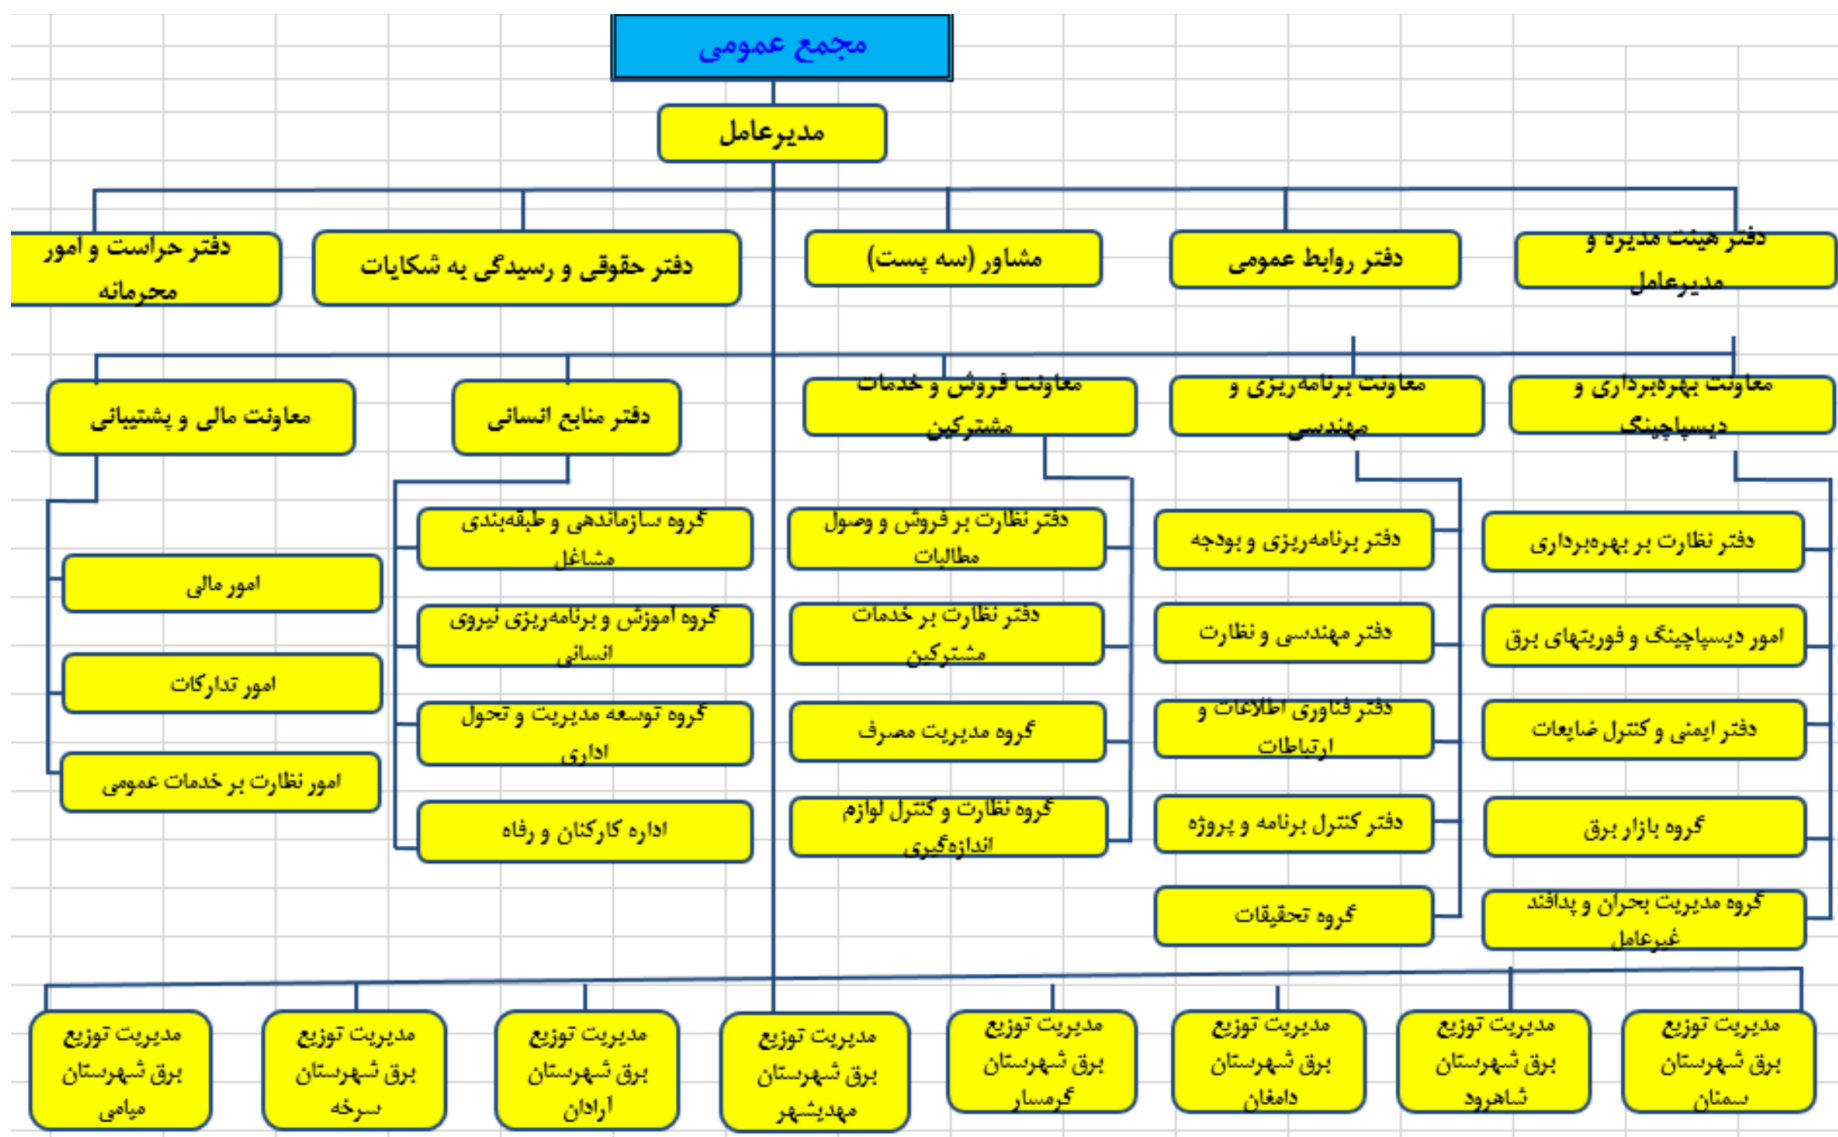 مجمع عمومی
مدیرعامل
دفتر هیئت مدیره و
مدیرعامل
دفتر روابط عمومی
مشاور (سه پست)
دفتر حقوقی و رسیدگی به شکایات
دفتر حراست و امور
محرمانه
معاونت بهره‌برداری و
دیسپاچینگ
معاونت برنامه‌ریزی و
مهندسی
معاونت فروش و خدمات
مشترکین
دفتر منابع انسانی
معاونت مالی و پشتیبانی
دفتر نظارت بر بهره‌برداری
امور دیسپاچینگ و فوریتهای برق
دفتر ایمنی و کنترل ضایعات
گروه بازار برق
گروه مدیریت بحران و پدافند
غیرعامل
دفتر برنامه‌ریزی و بودجه
دفتر مهندسی و نظارت
دفتر فناوری اطلاعات و
ارتباطات
دفتر کنترل برنامه و پروژه
گروه تحقیقات
دفتر نظارت بر فروش و وصول
مطالبات
دفتر نظارت بر خدمات
مشترکین
گروه مدیریت مصرف
گروه نظارت و کنترل لوازم
اندازه‌گیری
گروه سازماندهی و طبقه‌بندی
مشاغل
گروه آموزش و برنامه‌ریزی نیروی
انسانی
گروه توسعه مدیریت و تحول
اداری
اداره کارکنان و رفاه
امور مالی
امور تدارکات
امور نظارت بر خدمات عمومی
مدیریت توزیع
برق شهرستان
سمنان
مدیریت توزیع
برق شهرستان
شاهرود
مدیریت توزیع
برق شهرستان
دامغان
مدیریت توزیع
برق شهرستان
گرمسار
مدیریت توزیع
برق شهرستان
مهدیشهر
مدیریت توزیع
برق شهرستان
آرادان
مدیریت توزیع
برق شهرستان
سرخه
مدیریت توزیع
برق شهرستان
میامی